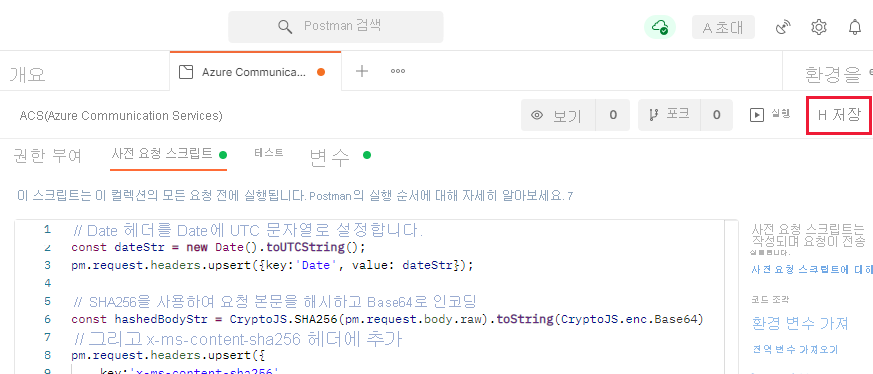 Postman 검색
A 초대
개요
Azure Communica...
환경을
ACS(Azure Communication Services)
보기 0
포크 0
실행
H 저장
권한 부여
사전 요청 스크립트
테스트
변수
이 스크립트는 이 컬렉션의 모든 요청 전에 실행됩니다. Postman의 실행 순서에 대해 자세히 알아보세요. 7
1 // Date 헤더를 Date에 UTC 문자열로 설정합니다.
2 const dateStr = new Date().toUTCString();
3 pm.request.headers.upsert({key:'Date', value: dateStr});
4
5 // SHA256을 사용하여 요청 본문을 해시하고 Base64로 인코딩
6 const hashedBodyStr = CryptoJS.SHA256(pm.request.body.raw).toString(CryptoJS.enc.Base64)
7 // 그리고 x-ms-content-sha256 헤더에 추가
8 pm.request.headers.upsert({
9 key:'x-ms-content-sha256'
사전 요청 스크립트는
작성되며 요청이 전송
실행됩니다.
사전 요청 스크립트에 대해
코드 조각
환경 변수 가져
전역 변수 가져오기